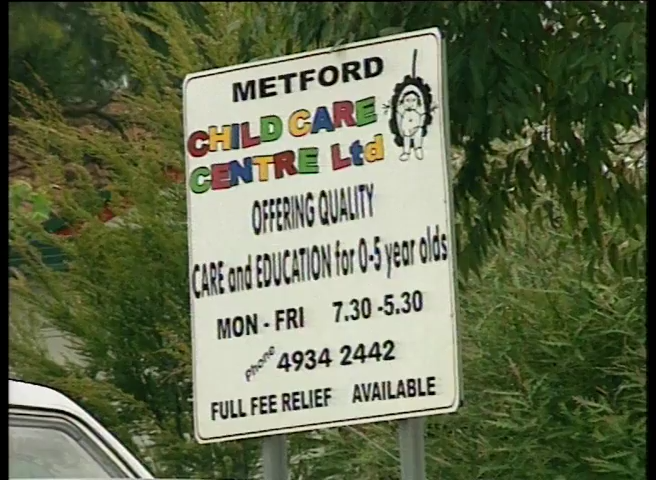 METFORD
CHILD CARE
CENTRE Ltd
OFFERING QUALITY
CARE and EDUCATION for 0-5 year olds
MON - FRI 7.30 -5.30
Phone 4934 2442
FULL FEE RELIEF AVAILABLE